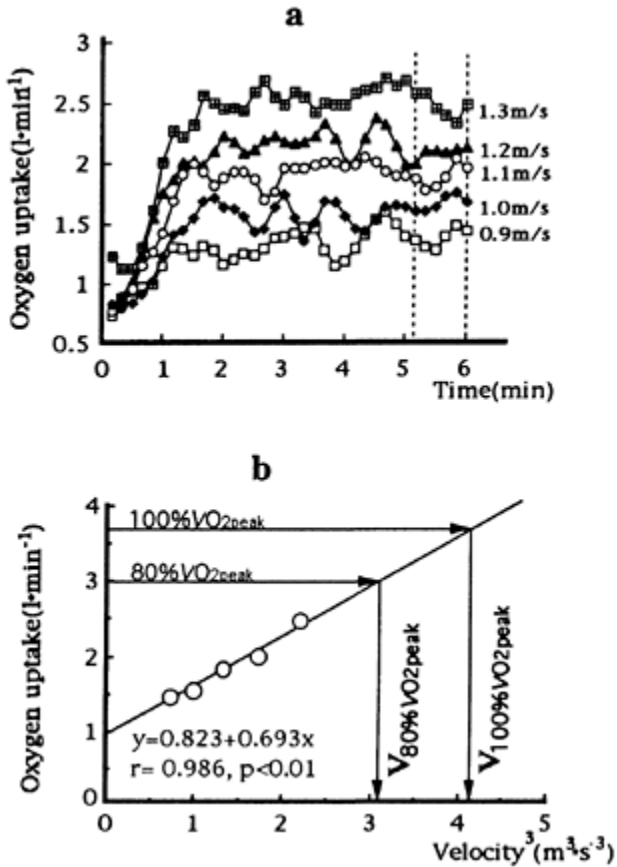 a
Oxygen uptake(l·min⁻¹)
3
2.5
2
1.5
1
0.5
1.3m/s
1.2m/s
1.1m/s
1.0m/s
0.9m/s
0 1 2 3 4 5 6
Time(min)
b
Oxygen uptake(l·min⁻¹)
4
3
2
1
0
100%VO2peak
80%VO2peak
V80%VO2peak
V100%VO2peak
y=0.823+0.693x
r= 0.986, p<0.01
0 1 2 3 4 5
Velocity³(m³·s⁻³)